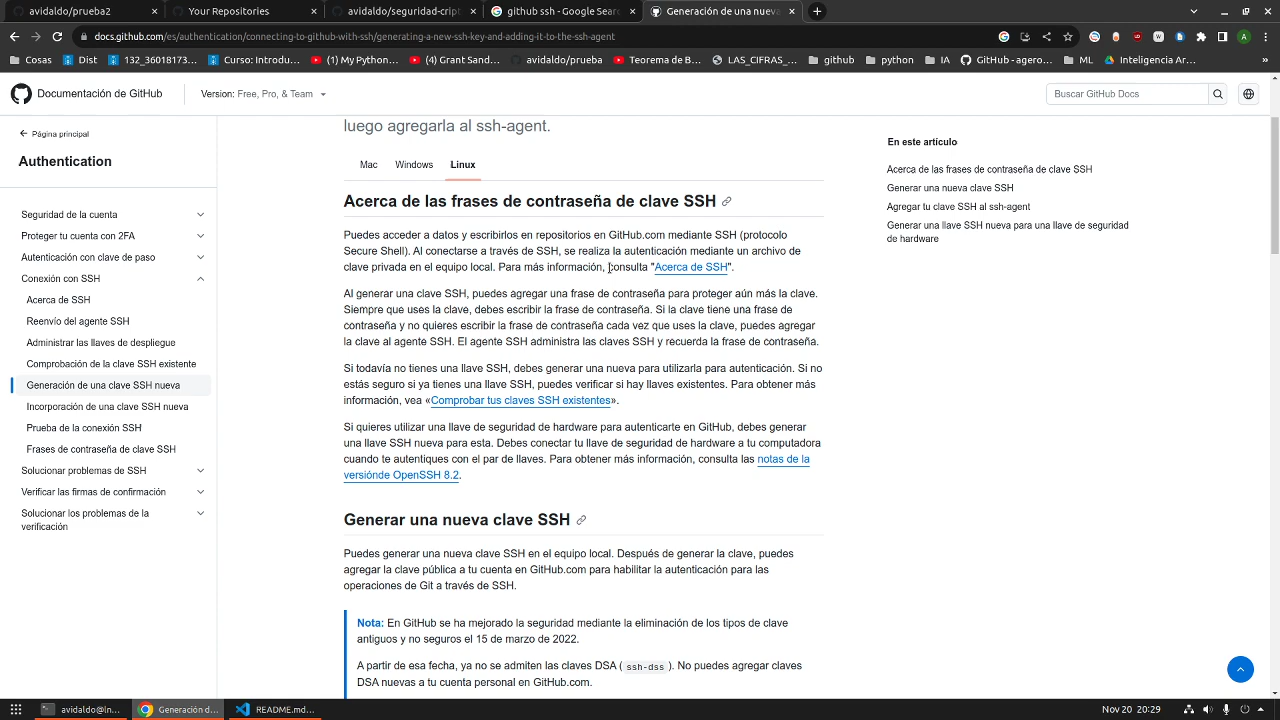 avidaldo/prueba2
Your Repositories
avidaldo/seguridad-cript
github ssh - Google Sear
Generación de una nueva
docs.github.com/es/authentication/connecting-to-github-with-ssh/generating-a-new-ssh-key-and-adding-it-to-the-ssh-agent
Cosas
Dist
132_36018173...
Curso: Introdu...
(1) My Python...
(4) Grant Sand...
avidaldo/prueba
Teorema de B...
LAS_CIFRAS_...
github
python
IA
GitHub - agero...
ML
Inteligencia Ar...
»
Documentación de GitHub
Version: Free, Pro, & Team
Buscar GitHub Docs
Página principal
Authentication
Seguridad de la cuenta
Proteger tu cuenta con 2FA
Autenticación con clave de paso
Conexión con SSH
Acerca de SSH
Reenvío del agente SSH
Administrar las llaves de despliegue
Comprobación de la clave SSH existente
Generación de una clave SSH nueva
Incorporación de una clave SSH nueva
Prueba de la conexión SSH
Frases de contraseña de clave SSH
Solucionar problemas de SSH
Verificar las firmas de confirmación
Solucionar los problemas de la
verificación
luego agregarla al ssh-agent.
Mac Windows Linux
Acerca de las frases de contraseña de clave SSH
Puedes acceder a datos y escribirlos en repositorios en GitHub.com mediante SSH (protocolo
Secure Shell). Al conectarse a través de SSH, se realiza la autenticación mediante un archivo de
clave privada en el equipo local. Para más información, consulta "Acerca de SSH".
Al generar una clave SSH, puedes agregar una frase de contraseña para proteger aún más la clave.
Siempre que uses la clave, debes escribir la frase de contraseña. Si la clave tiene una frase de
contraseña y no quieres escribir la frase de contraseña cada vez que uses la clave, puedes agregar
la clave al agente SSH. El agente SSH administra las claves SSH y recuerda la frase de contraseña.
Si todavía no tienes una llave SSH, debes generar una nueva para utilizarla para autenticación. Si no
estás seguro si ya tienes una llave SSH, puedes verificar si hay llaves existentes. Para obtener más
información, vea «Comprobar tus claves SSH existentes».
Si quieres utilizar una llave de seguridad de hardware para autenticarte en GitHub, debes generar
una llave SSH nueva para esta. Debes conectar tu llave de seguridad de hardware a tu computadora
cuando te autentiques con el par de llaves. Para obtener más información, consulta las notas de la
versiónde OpenSSH 8.2.
Generar una nueva clave SSH
Puedes generar una nueva clave SSH en el equipo local. Después de generar la clave, puedes
agregar la clave pública a tu cuenta en GitHub.com para habilitar la autenticación para las
operaciones de Git a través de SSH.
Nota: En GitHub se ha mejorado la seguridad mediante la eliminación de los tipos de clave
antiguos y no seguros el 15 de marzo de 2022.
A partir de esa fecha, ya no se admiten las claves DSA ( ssh-dss ). No puedes agregar claves
DSA nuevas a tu cuenta personal en GitHub.com.
En este artículo
Acerca de las frases de contraseña de clave SSH
Generar una nueva clave SSH
Agregar tu clave SSH al ssh-agent
Generar una llave SSH nueva para una llave de seguridad
de hardware
avidaldo@ln...
Generación d...
README.md...
Nov 20 20:29